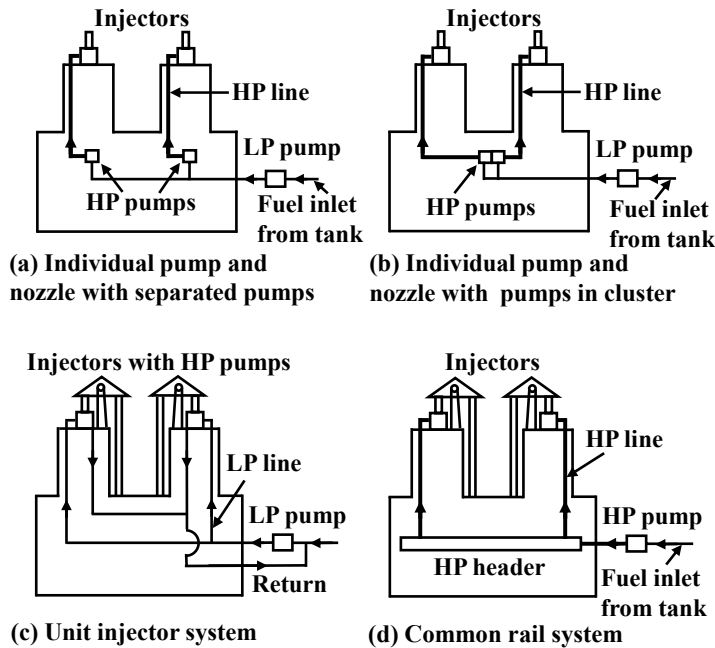 Injectors
HP line
LP pump
HP pumps
Fuel inlet
from tank
(a) Individual pump and
nozzle with separated pumps
Injectors
HP line
LP pump
HP pumps
Fuel inlet
from tank
(b) Individual pump and
nozzle with pumps in cluster
Injectors with HP pumps
LP line
LP pump
Return
(c) Unit injector system
Injectors
HP line
HP pump
HP header
Fuel inlet
from tank
(d) Common rail system